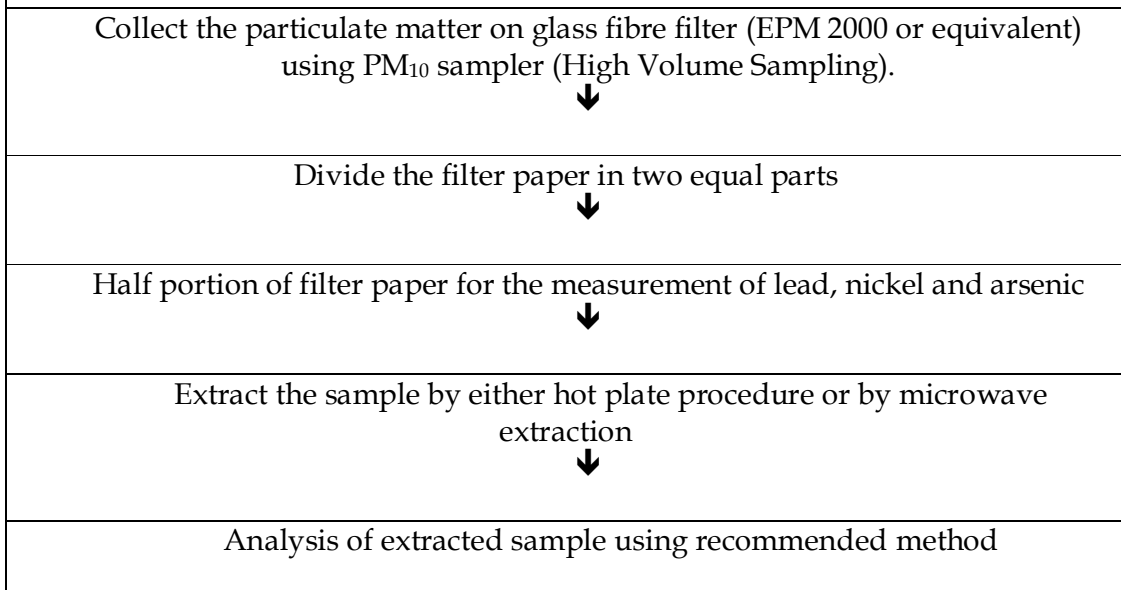 Collect the particulate matter on glass fibre filter (EPM 2000 or equivalent)
using PM₁₀ sampler (High Volume Sampling).
Divide the filter paper in two equal parts
Half portion of filter paper for the measurement of lead, nickel and arsenic
Extract the sample by either hot plate procedure or by microwave
extraction
Analysis of extracted sample using recommended method